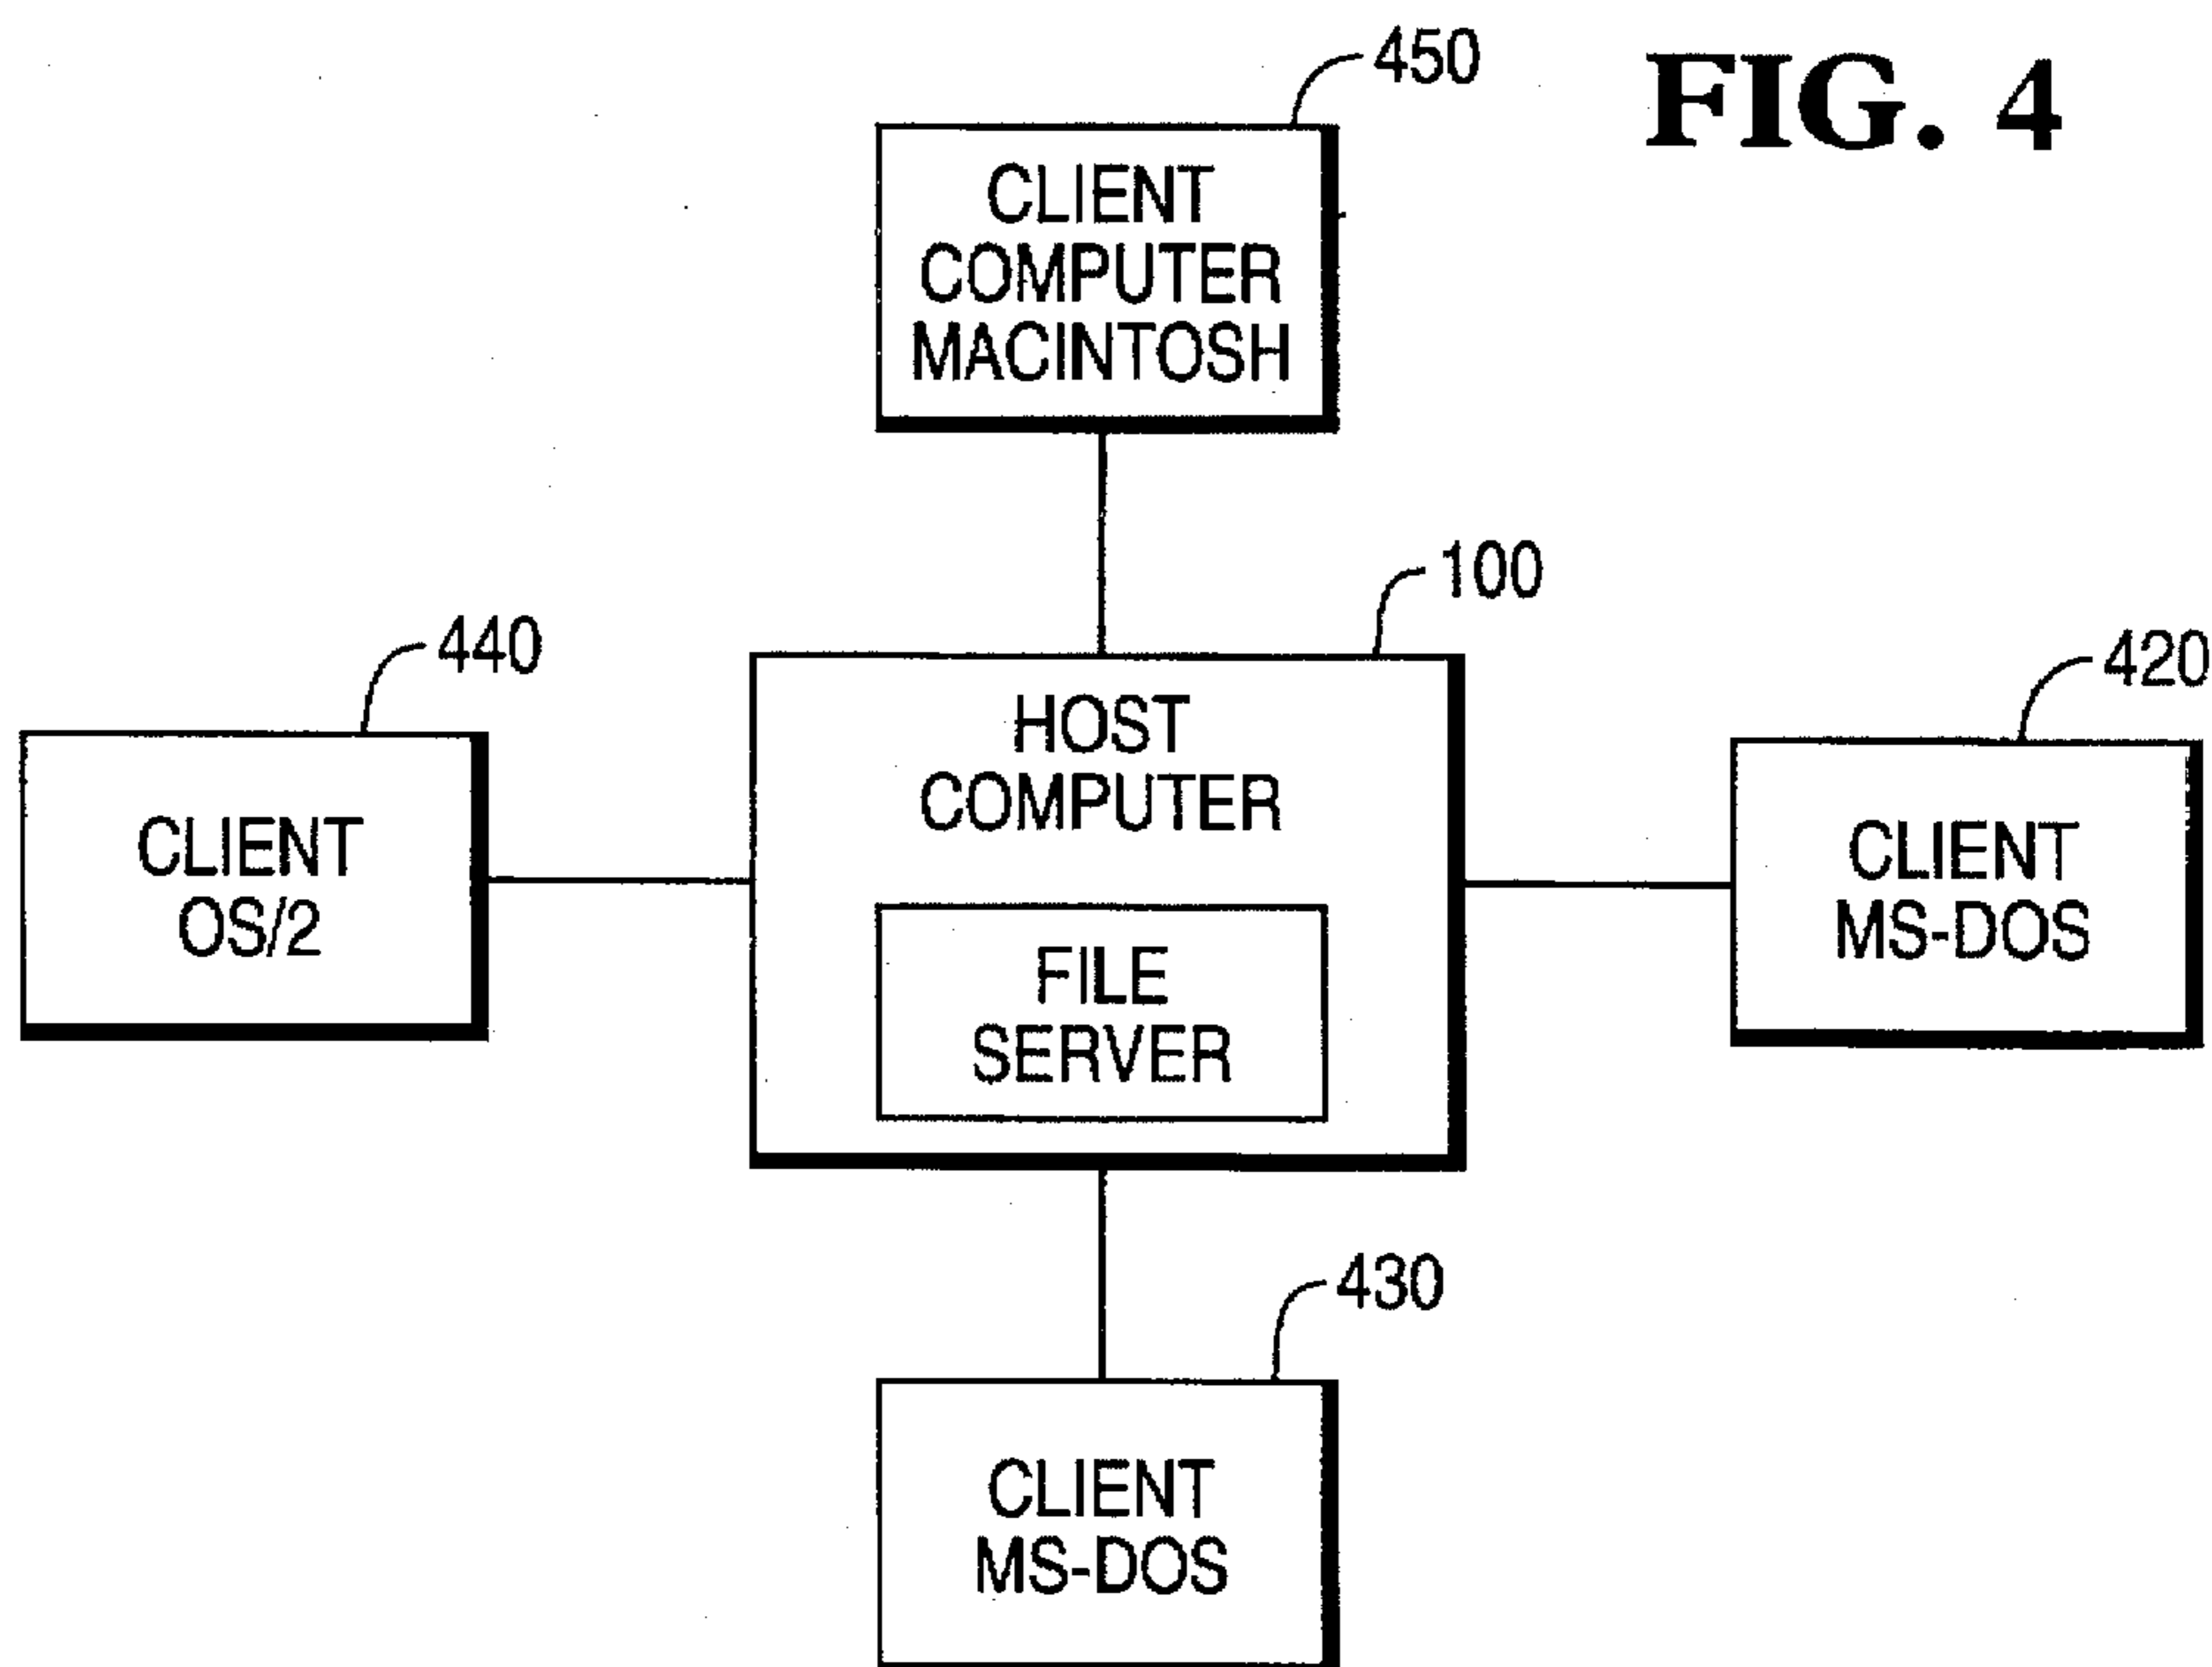 FIG. 4
450
CLIENT
COMPUTER
MACINTOSH
100
HOST
COMPUTER
FILE
SERVER
440
CLIENT
OS/2
420
CLIENT
MS-DOS
430
CLIENT
MS-DOS